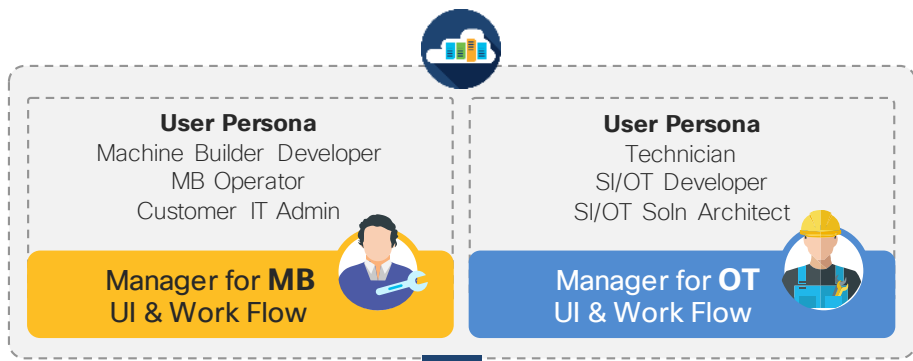 User Persona
Machine Builder Developer
MB Operator
Customer IT Admin
Manager for MB
UI & Work Flow
User Persona
Technician
SI/OT Developer
SI/OT Soln Architect
Manager for OT
UI & Work Flow